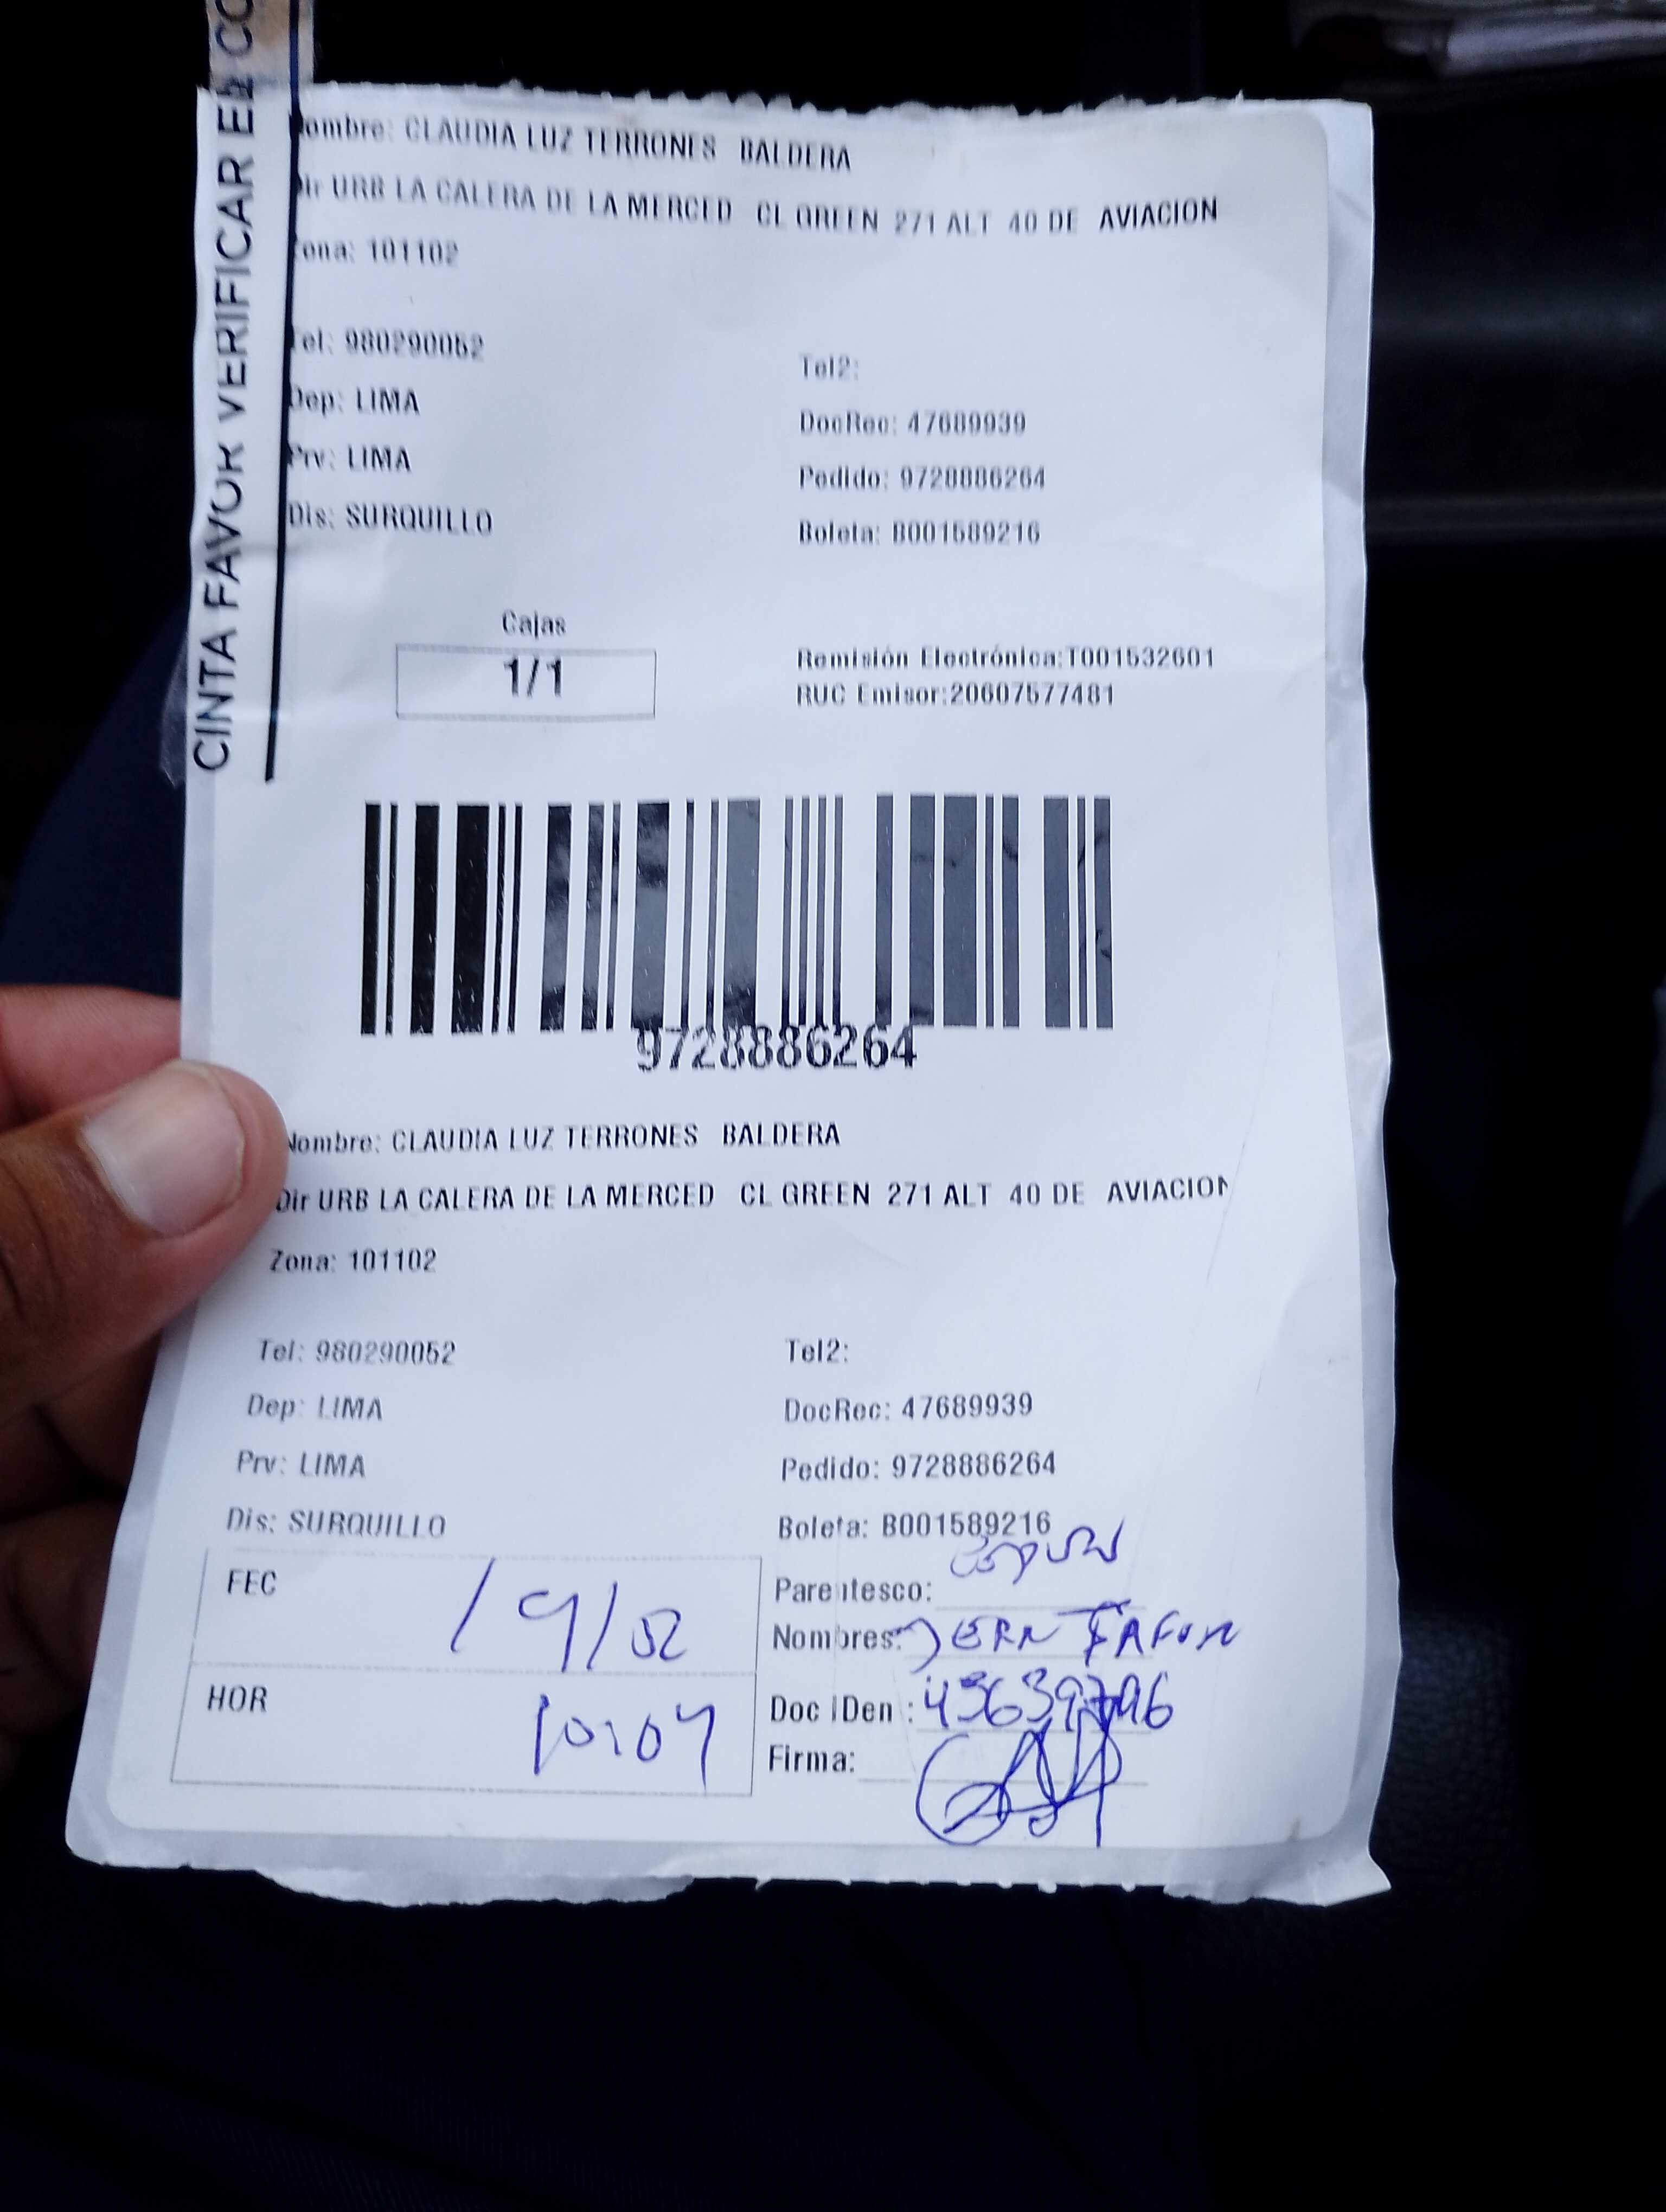 CINTA FAVOR VERIFICAR EL CO
Nombre: CLAUDIA LUZ TERRONES BALDERA
Dir URB LA CALERA DE LA MERCED CL GREEN 271 ALT 40 DE AVIACION
Zona: 101102
Tel: 980290052
Tel2:
Dep: LIMA
DocRec: 47689939
Prv: LIMA
Pedido: 9728886264
Dis: SURQUILLO
Boleta: B001589216
Cajas
1/1
Remisión Electrónica:T001532601
RUC Emisor:20607577481
9728886264
Nombre: CLAUDIA LUZ TERRONES BALDERA
Dir URB LA CALERA DE LA MERCED CL GREEN 271 ALT 40 DE AVIACION
Zona: 101102
Tel: 980290052
Tel2:
Dep: LIMA
DocRec: 47689939
Prv: LIMA
Pedido: 9728886264
Dis: SURQUILLO
Boleta: B001589216
FEC
Parentesco:
Nombres:
HOR 10:04
Doc IDen :
Firma: